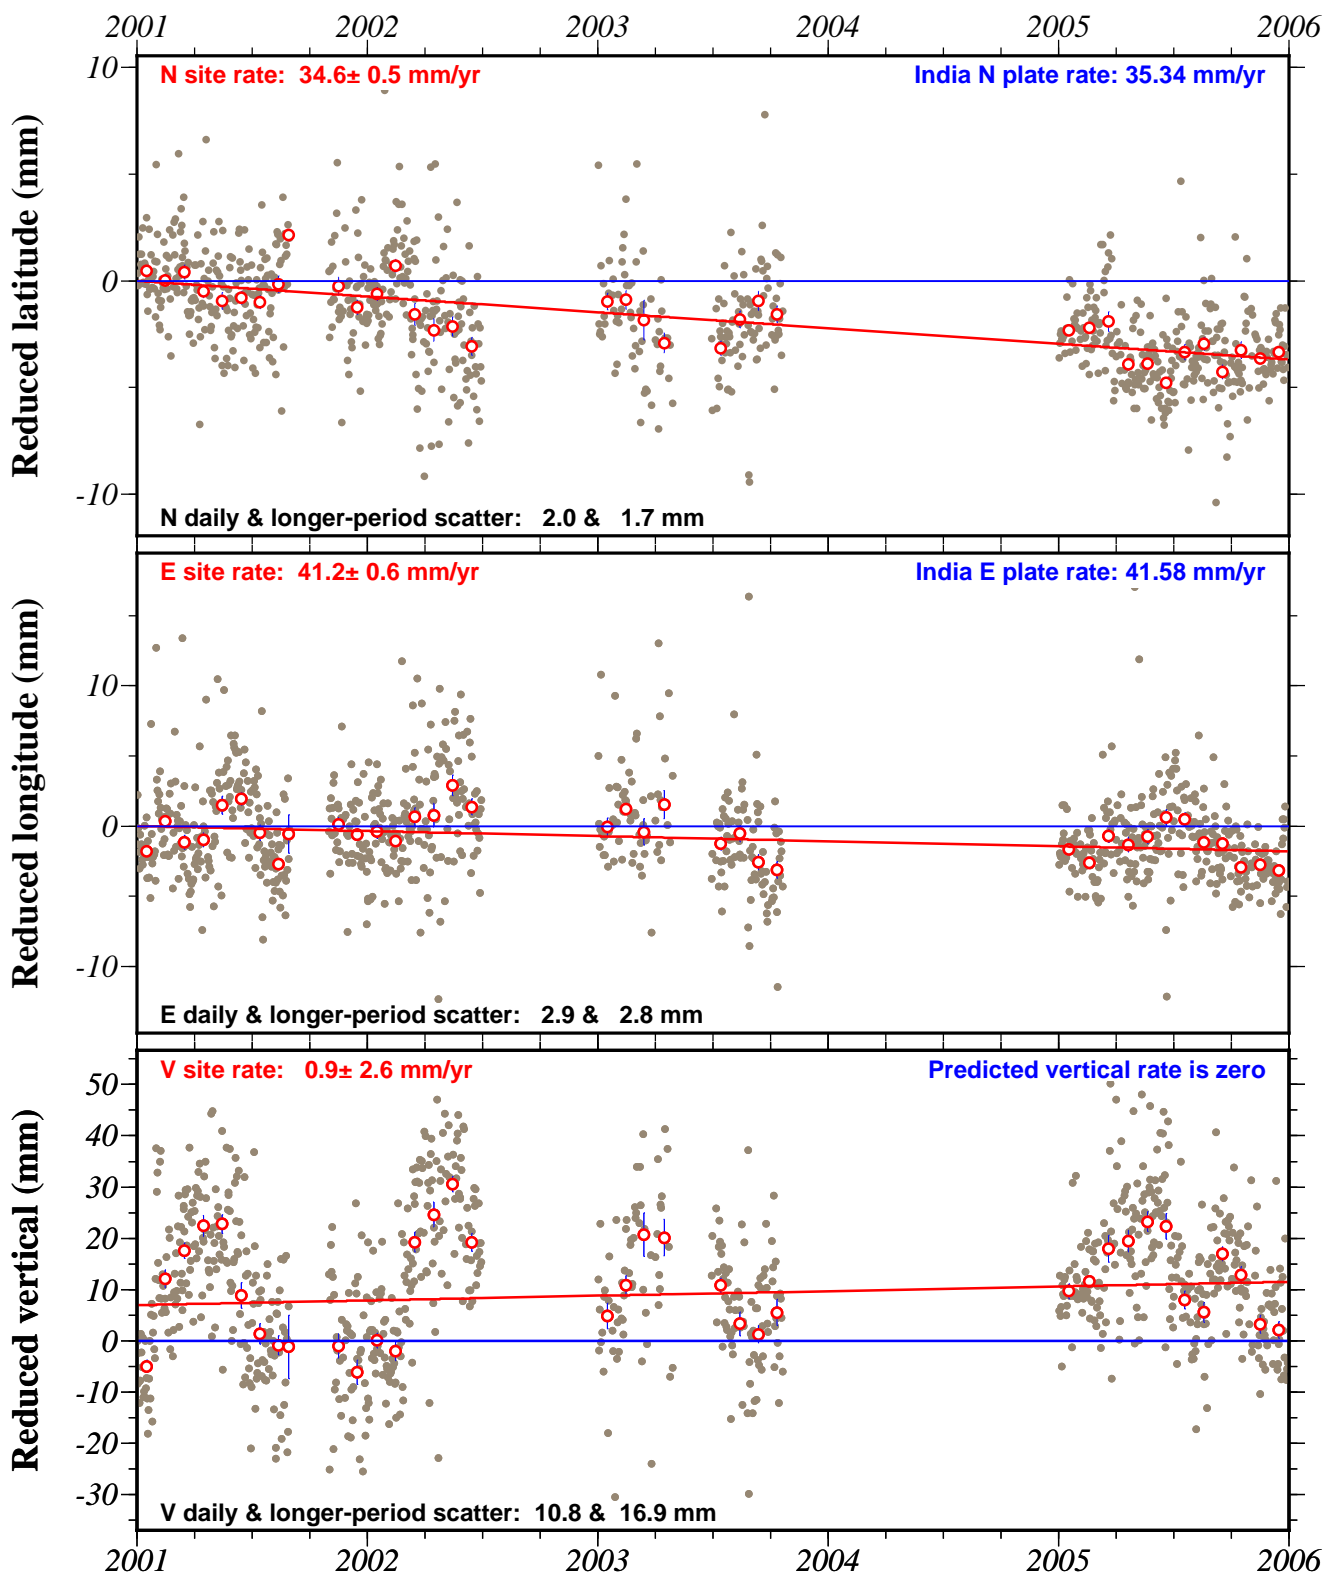 2001 2002 2003 2004 2005 2006
N site rate: 34.6± 0.5 mm/yr
India N plate rate: 35.34 mm/yr
10
0
-10
Reduced latitude (mm)
N daily & longer-period scatter: 2.0 & 1.7 mm
E site rate: 41.2± 0.6 mm/yr
India E plate rate: 41.58 mm/yr
10
0
-10
Reduced longitude (mm)
E daily & longer-period scatter: 2.9 & 2.8 mm
V site rate: 0.9± 2.6 mm/yr
Predicted vertical rate is zero
50
40
30
20
10
0
-10
-20
-30
Reduced vertical (mm)
V daily & longer-period scatter: 10.8 & 16.9 mm
2001 2002 2003 2004 2005 2006